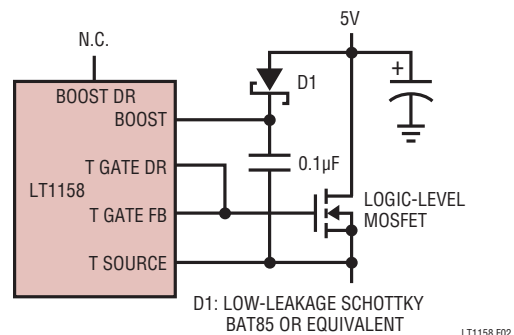 5V
N.C.
+
D1
BOOST DR
BOOST
T GATE DR
0.1µF
LT1158
LOGIC-LEVEL
MOSFET
T GATE FB
T SOURCE
D1: LOW-LEAKAGE SCHOTTKY
BAT85 OR EQUIVALENT
LT1158 F02